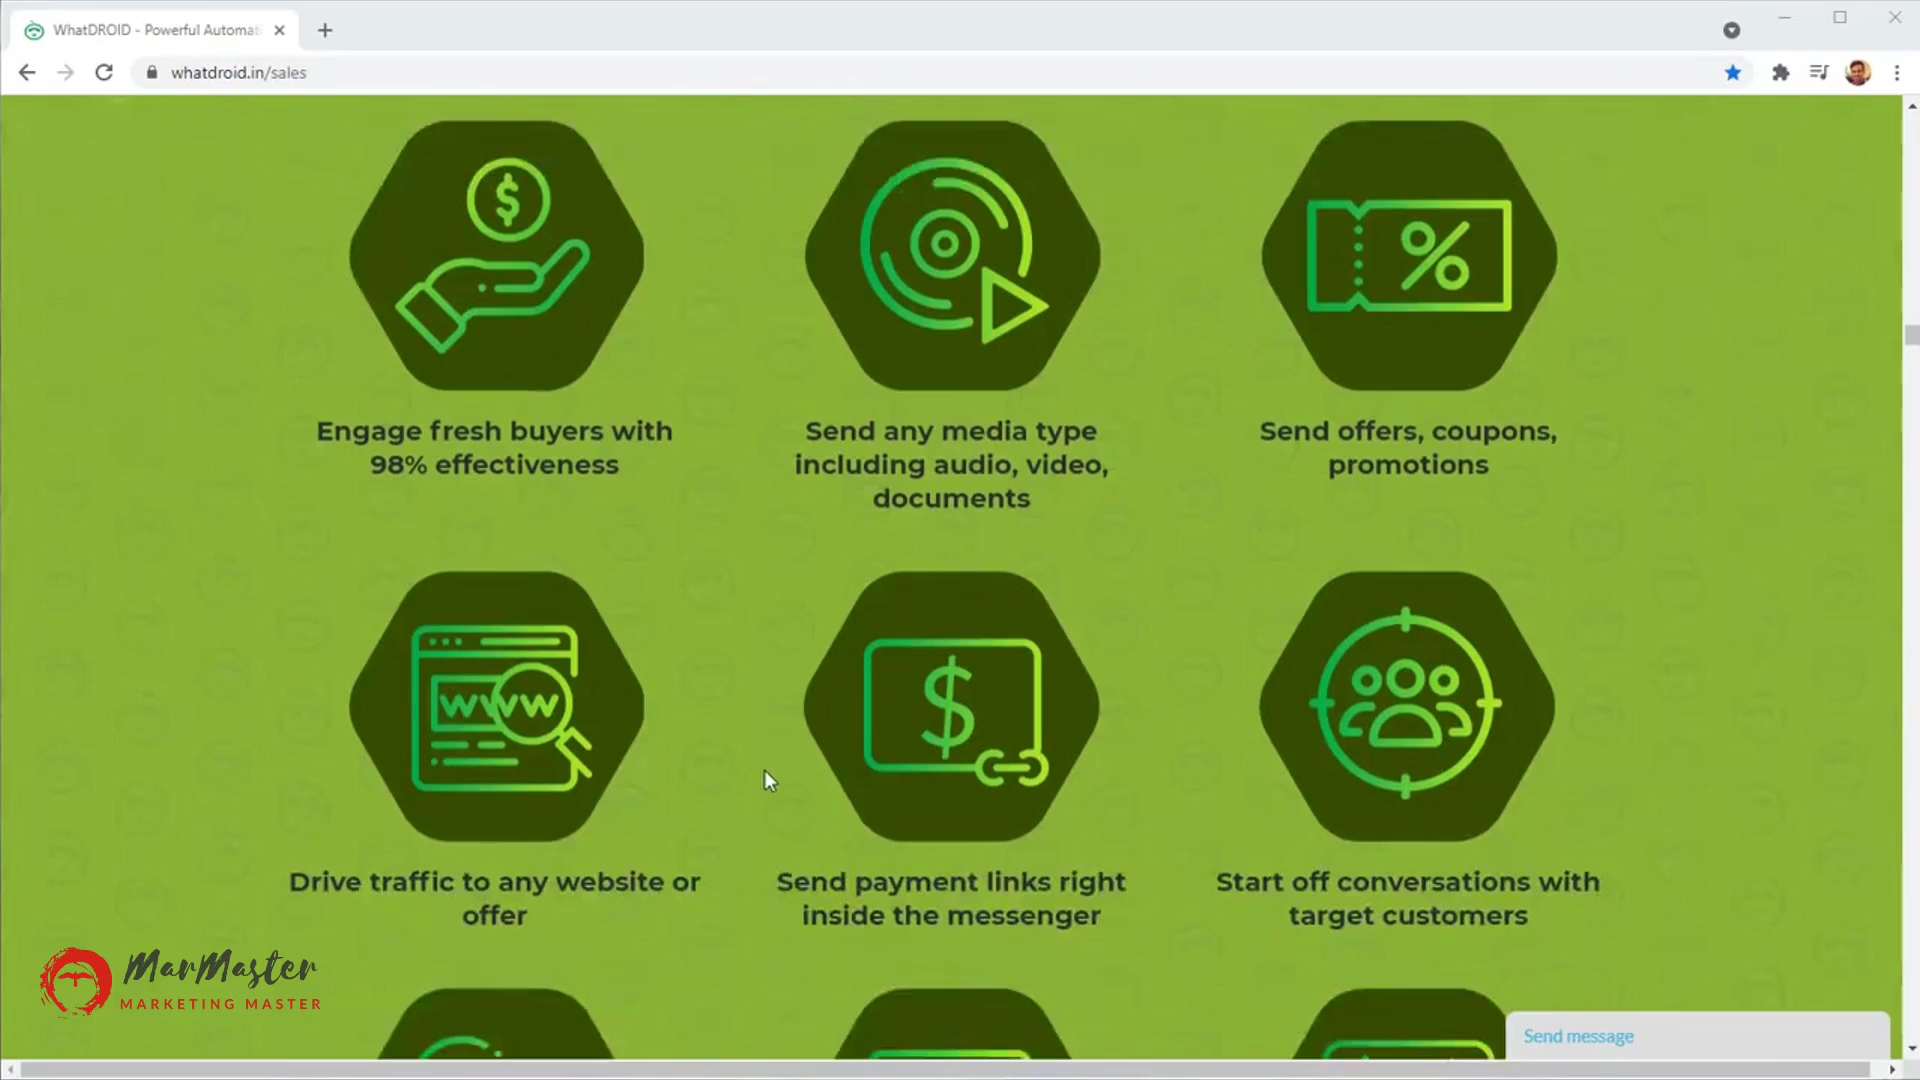 WhatDROID - Powerful Automat
whatdroid.in/sales
$
%
Engage fresh buyers with
98% effectiveness
Send any media type
including audio, video,
documents
Send offers, coupons,
promotions
www
$
Drive traffic to any website or
offer
Send payment links right
inside the messenger
Start off conversations with
target customers
MarMaster
MARKETING MASTER
Send message